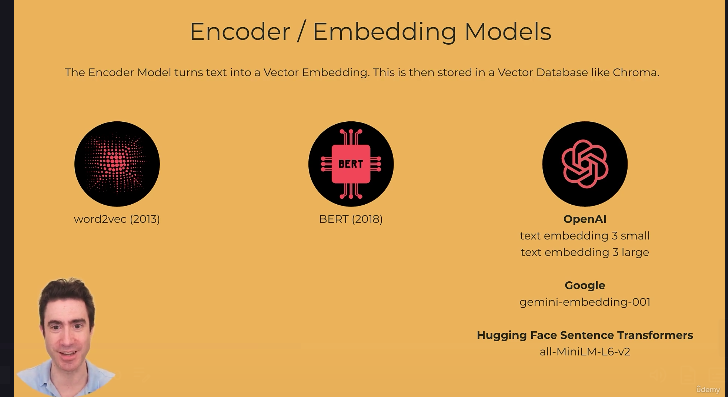 Encoder / Embedding Models
The Encoder Model turns text into a Vector Embedding. This is then stored in a Vector Database like Chroma.
BERT
word2vec (2013)
BERT (2018)
OpenAI
text embedding 3 small
text embedding 3 large
Google
gemini-embedding-001
Hugging Face Sentence Transformers
all-MiniLM-L6-v2
udemy